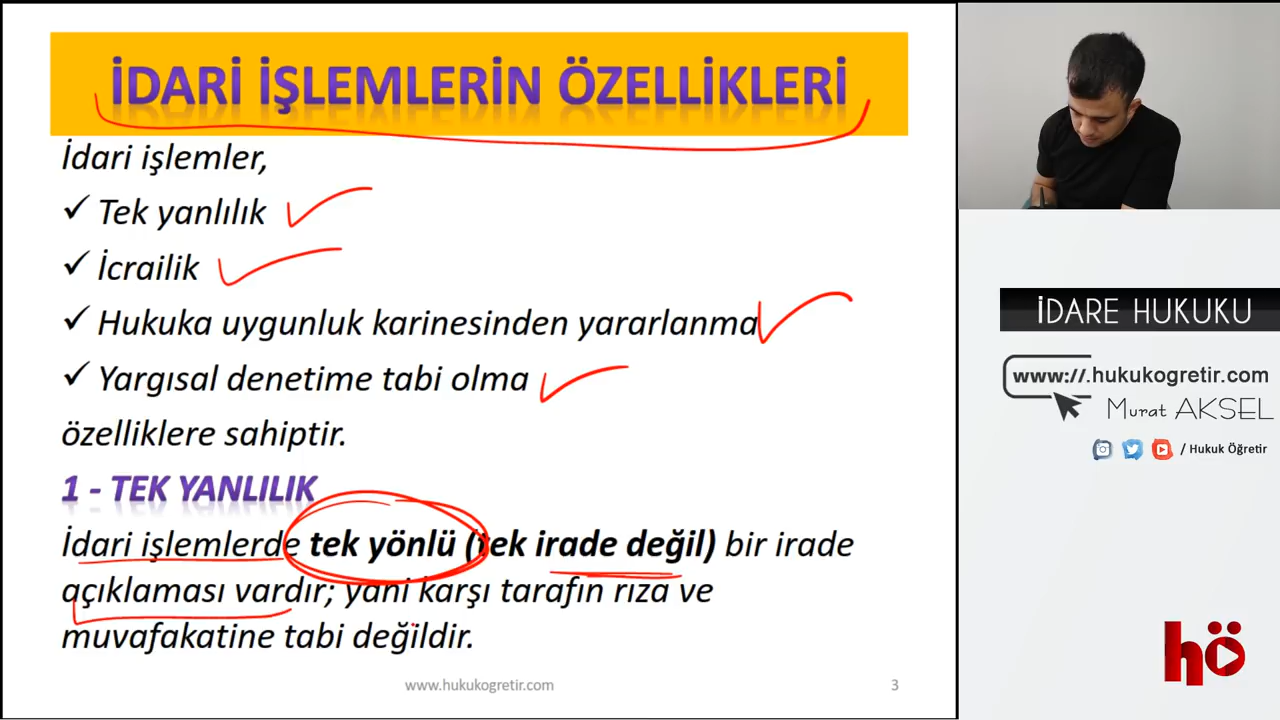 İDARİ İŞLEMLERİN ÖZELLİKLERİ
İdari işlemler,
✓ Tek yanlılık
✓ İcrailik
✓ Hukuka uygunluk karinesinden yararlanma
✓ Yargısal denetime tabi olma
özelliklere sahiptir.
1 - TEK YANLILIK
İdari işlemlerde tek yönlü (tek irade değil) bir irade
açıklaması vardır; yani karşı tarafın rıza ve
muvafakatine tabi değildir.
www.hukukogretir.com
3
İDARE HUKUKU
www://.hukukogretir.com
Murat AKSEL
/ Hukuk Öğretir
hö